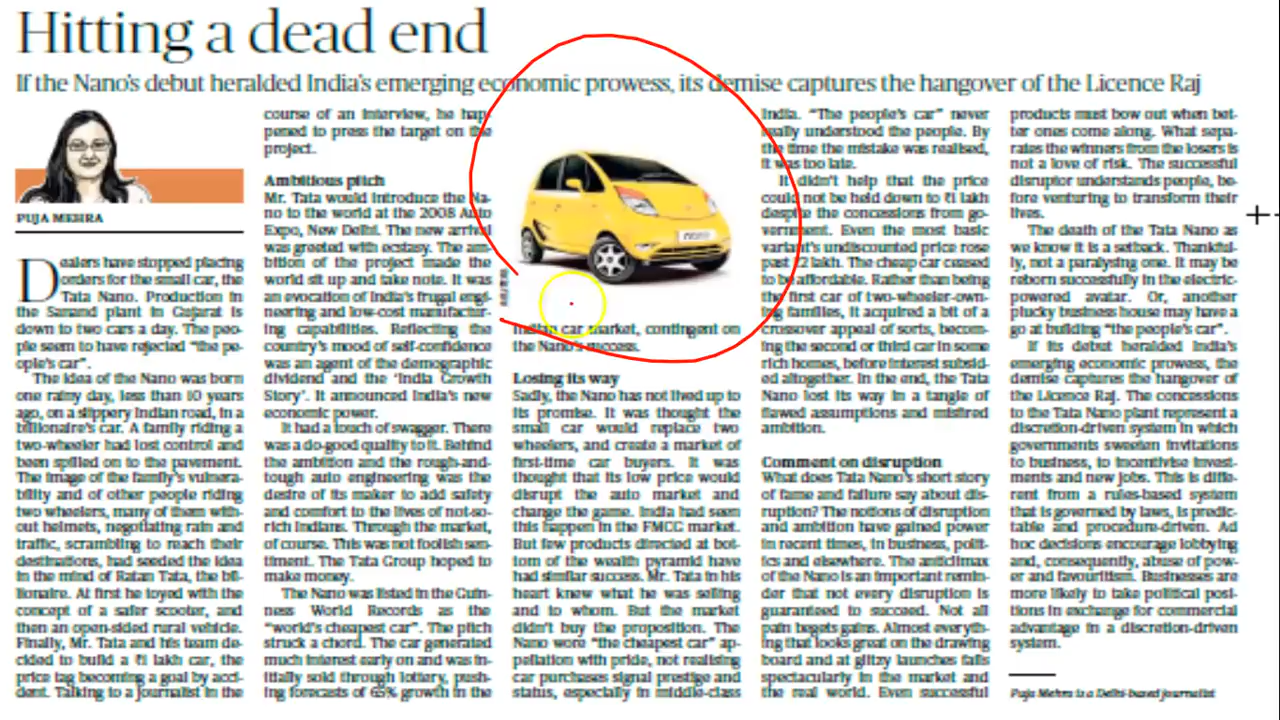 Hitting a dead end
If the Nano's debut heralded India's emerging economic prowess, its demise captures the hangover of the Licence Raj
PUJA MEHRA
Dealers have stopped placing
orders for the small car, the
Tata Nano. Production in
the Sanand plant in Gujarat is
down to two cars a day. The peo-
ple seem to have rejected "the pe-
ople's car".
The idea of the Nano was born
one rainy day, less than 10 years
ago, on a slippery Indian road, in a
billionaire's car. A family riding a
two-wheeler had lost control and
been spilled on to the pavement.
The image of the family's vulnera-
bility and of other people riding
two wheelers, many of them with-
out helmets, negotiating rain and
traffic, scrambling to reach their
destinations, had seeded the idea
in the mind of Ratan Tata, the bil-
lionaire. At first he toyed with the
concept of a safer scooter, and
then an open-sided rural vehicle.
Finally, Mr. Tata and his team de-
cided to build a ₹1 lakh car, the
price tag becoming a goal by acci-
dent. Talking to a journalist in the
course of an interview, he hap-
pened to press the target on the
project.
Ambitious pitch
Mr. Tata would introduce the Na-
no to the world at the 2008 Auto
Expo, New Delhi. The new arrival
was greeted with ecstasy. The am-
bition of the project made the
world sit up and take note. It was
an evocation of India's frugal engi-
neering and low-cost manufactur-
ing capabilities. Reflecting the
country's mood of self-confidence
was an agent of the demographic
dividend and the 'India Growth
Story'. It announced India's new
economic power.
It had a touch of swagger. There
was a do-good quality to it. Behind
the ambition and the rough-and-
tough auto engineering was the
desire of its maker to add safety
and comfort to the lives of not-so-
rich Indians. Through the market,
of course. This was not foolish sen-
timent. The Tata Group hoped to
make money.
The Nano was listed in the Guin-
ness World Records as the
"world's cheapest car". The pitch
struck a chord. The car generated
much interest early on and was in-
itially sold through lottery, push-
ing forecasts of 65% growth in the
Indian car market, contingent on
the Nano's success.
Losing its way
Sadly, the Nano has not lived up to
its promise. It was thought the
small car would replace two
wheelers, and create a market of
first-time car buyers. It was
thought that its low price would
disrupt the auto market and
change the game. India had seen
this happen in the FMCG market.
But few products directed at bot-
tom of the wealth pyramid have
had similar success. Mr. Tata in his
heart knew what he was selling
and to whom. But the market
didn't buy the proposition. The
Nano wore "the cheapest car" ap-
pellation with pride, not realising
car purchases signal prestige and
status, especially in middle-class
India. "The people's car" never
really understood the people. By
the time the mistake was realised,
it was too late.
It didn't help that the price
could not be held down to ₹1 lakh
despite the concessions from go-
vernment. Even the most basic
variant's undiscounted price rose
past ₹2 lakh. The cheap car ceased
to be affordable. Rather than being
the first car of two-wheeler-own-
ing families, it acquired a bit of a
crossover appeal of sorts, becom-
ing the second or third car in some
rich homes, before interest subsid-
ed altogether. In the end, the Tata
Nano lost its way in a tangle of
flawed assumptions and misfired
ambition.
Comment on disruption
What does Tata Nano's short story
of fame and failure say about dis-
ruption? The notions of disruption
and ambition have gained power
in recent times, in business, polit-
ics and elsewhere. The anticlimax
of the Nano is an important remin-
der that not every disruption is
guaranteed to succeed. Not all
pain begets gains. Almost everyth-
ing that looks great on the drawing
board and at glitzy launches fails
spectacularly in the market and
the real world. Even successful
products must bow out when bet-
ter ones come along. What sepa-
rates the winners from the losers is
not a love of risk. The successful
disruptor understands people, be-
fore venturing to transform their
lives.
The death of the Tata Nano as
we know it is a setback. Thankful-
ly, not a paralysing one. It may be
reborn successfully in the electric-
powered avatar. Or, another
plucky business house may have a
go at building "the people's car".
If its debut heralded India's
emerging economic prowess, the
demise captures the hangover of
the Licence Raj. The concessions
to the Tata Nano plant represent a
discretion-driven system in which
governments sweeten invitations
to business, to incentivise invest-
ments and new jobs. This is diffe-
rent from a rules-based system
that is governed by laws, is predic-
table and procedure-driven. Ad
hoc decisions encourage lobbying
and, consequently, abuse of pow-
er and favouritism. Businesses are
more likely to take political posi-
tions in exchange for commercial
advantage in a discretion-driven
system.
Puja Mehra is a Delhi-based journalist